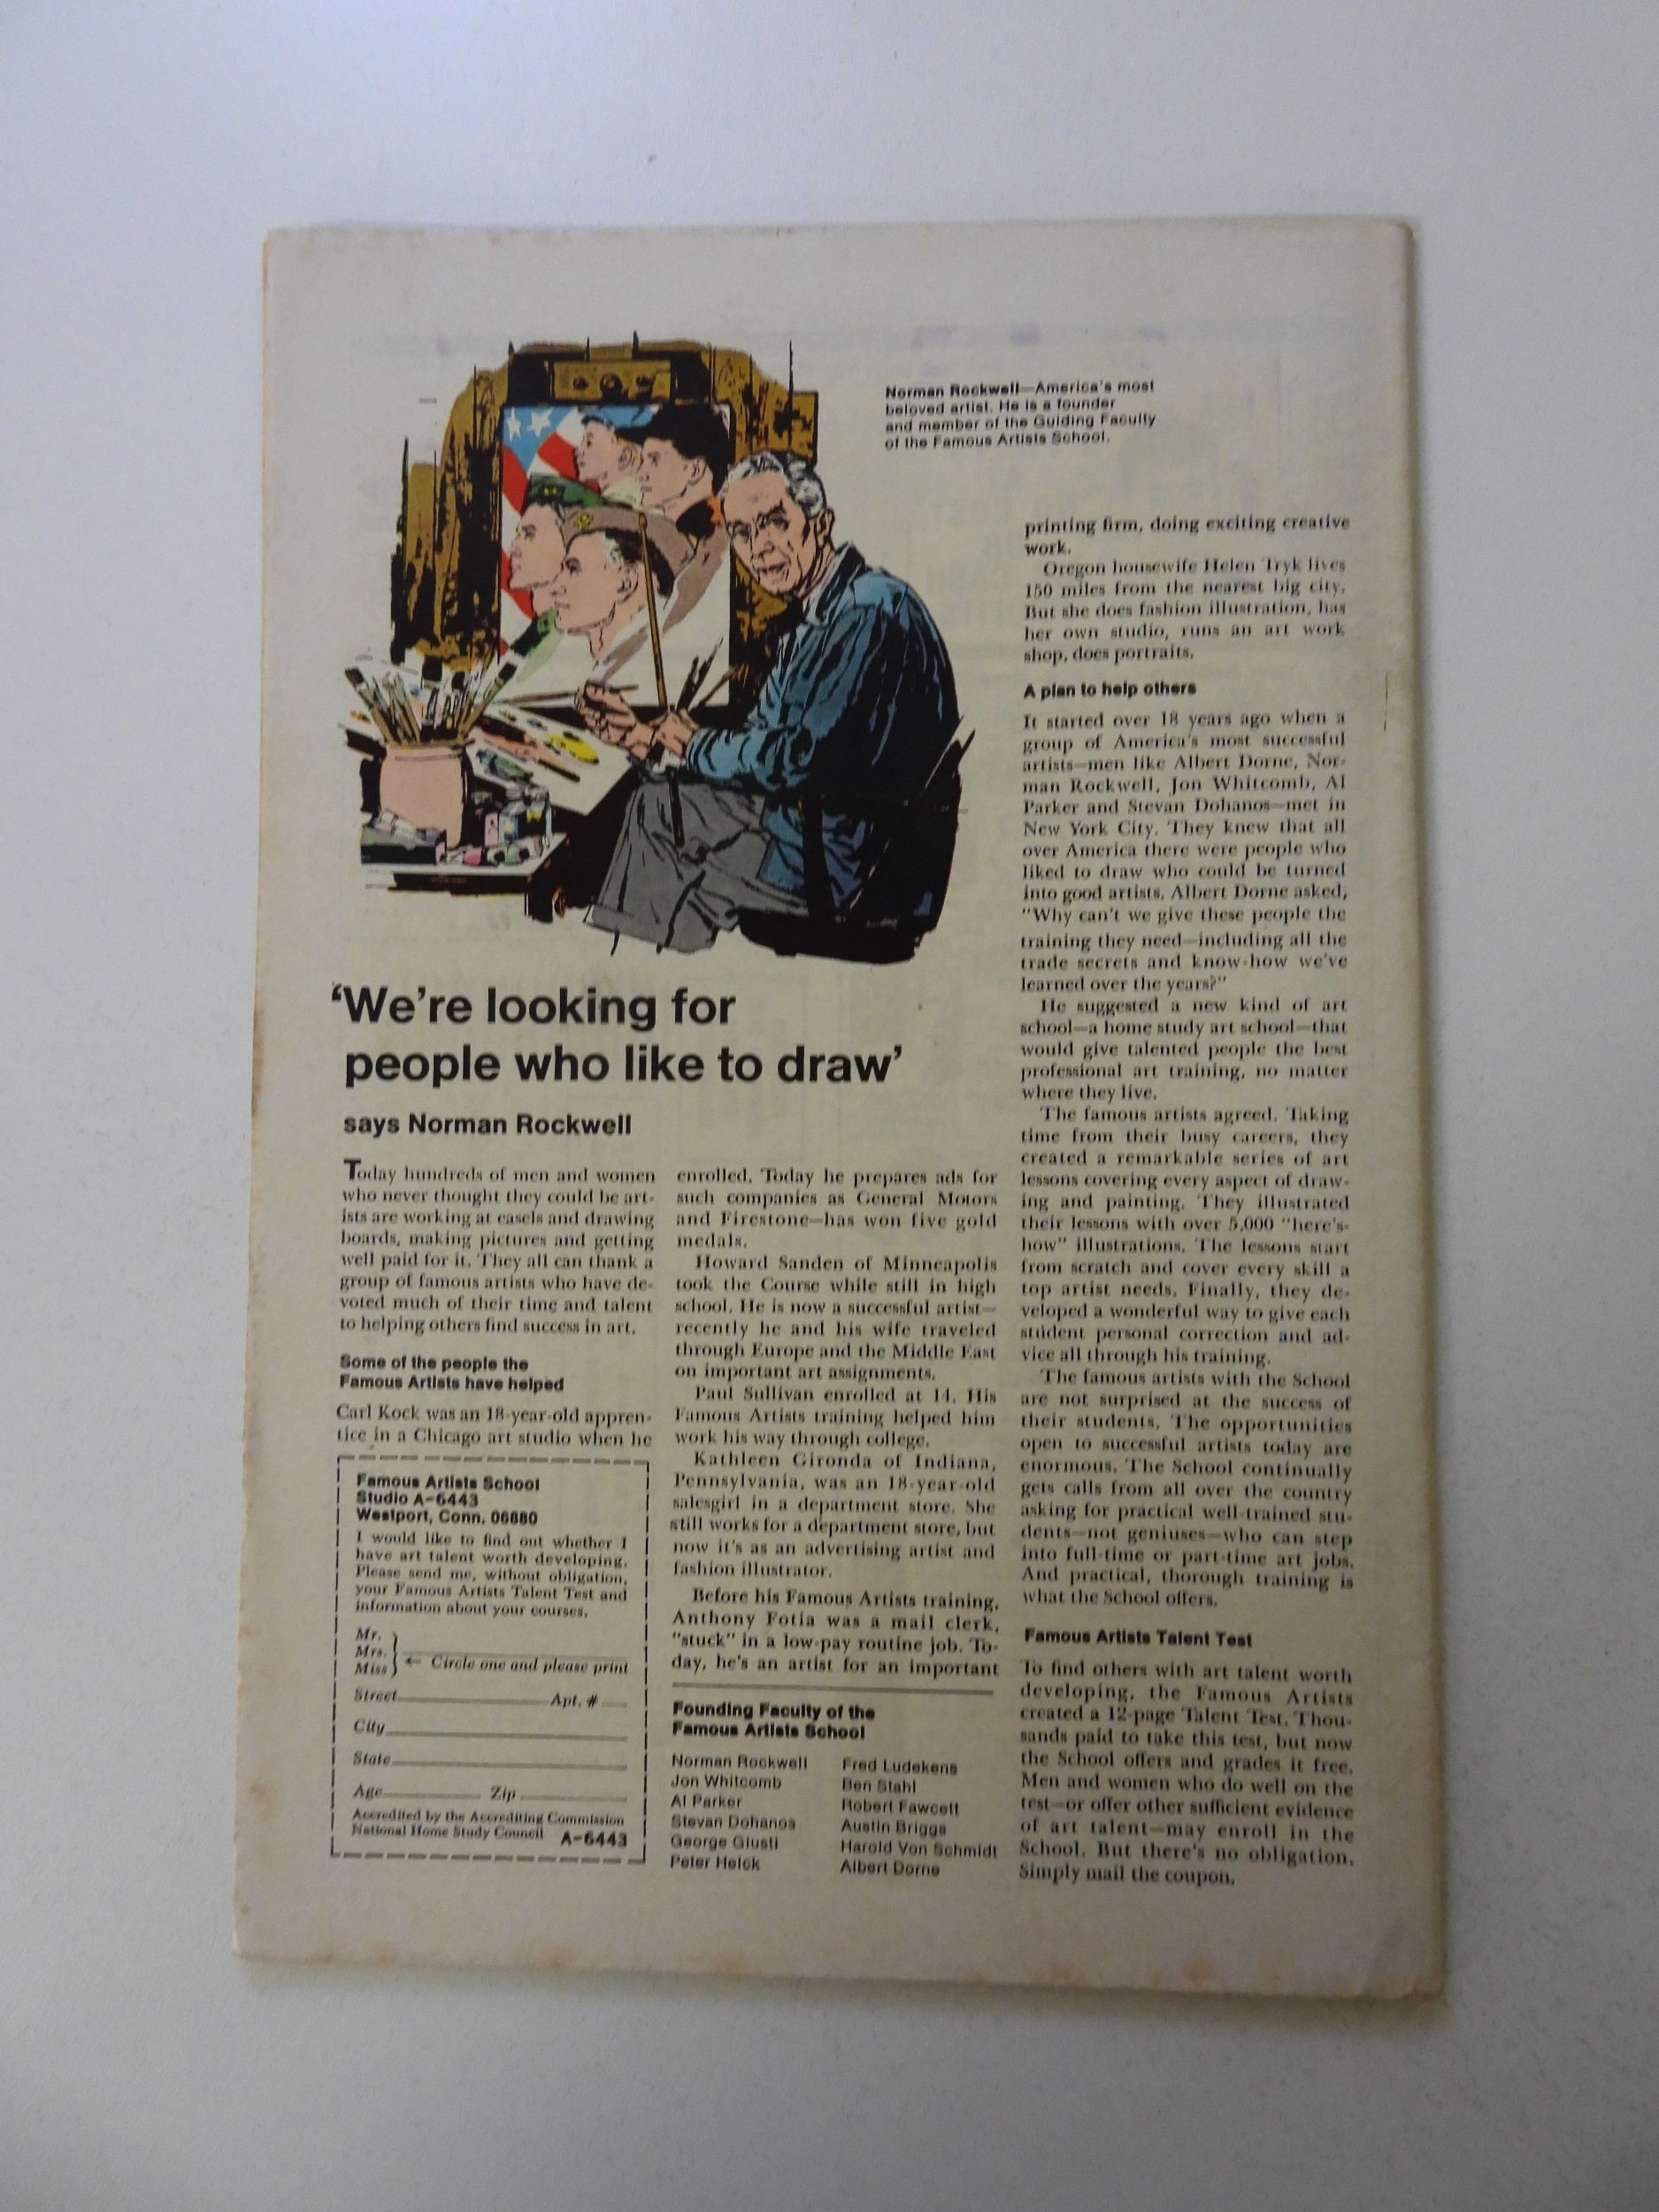 Norman Rockwell—America's most
beloved artist. He is a founder
and member of the Guiding Faculty
of the Famous Artists School.
'We're looking for
people who like to draw'
says Norman Rockwell
Today hundreds of men and women
who never thought they could be art-
ists are working at easels and drawing
boards, making pictures and getting
well paid for it. They all can thank a
group of famous artists who have de-
voted much of their time and talent
to helping others find success in art.
Some of the people the
Famous Artists have helped
Carl Kock was an 18-year-old appren-
tice in a Chicago art studio when he
enrolled. Today he prepares ads for
such companies as General Motors
and Firestone—has won five gold
medals.
Howard Sanden of Minneapolis
took the Course while still in high
school. He is now a successful artist—
recently he and his wife traveled
through Europe and the Middle East
on important art assignments.
Paul Sullivan enrolled at 14. His
Famous Artists training helped him
work his way through college.
Kathleen Gironda of Indiana,
Pennsylvania, was an 18-year-old
salesgirl in a department store. She
still works for a department store, but
now it's as an advertising artist and
fashion illustrator.
Before his Famous Artists training,
Anthony Fotia was a mail clerk,
"stuck" in a low-pay routine job. To-
day, he's an artist for an important
printing firm, doing exciting creative
work.
Oregon housewife Helen Tryk lives
150 miles from the nearest big city.
But she does fashion illustration, has
her own studio, runs an art work
shop, does portraits.
A plan to help others
It started over 18 years ago when a
group of America's most successful
artists—men like Albert Dorne, Nor-
man Rockwell, Jon Whitcomb, Al
Parker and Stevan Dohanos—met in
New York City. They knew that all
over America there were people who
liked to draw who could be turned
into good artists. Albert Dorne asked,
"Why can't we give these people the
training they need—including all the
trade secrets and know-how we've
learned over the years?"
He suggested a new kind of art
school—a home study art school—that
would give talented people the best
professional art training, no matter
where they live.
The famous artists agreed. Taking
time from their busy careers, they
created a remarkable series of art
lessons covering every aspect of draw-
ing and painting. They illustrated
their lessons with over 5,000 "here's-
how" illustrations. The lessons start
from scratch and cover every skill a
top artist needs. Finally, they de-
veloped a wonderful way to give each
student personal correction and ad-
vice all through his training.
The famous artists with the School
are not surprised at the success of
their students. The opportunities
open to successful artists today are
enormous. The School continually
gets calls from all over the country
asking for practical well-trained stu-
dents—not geniuses—who can step
into full-time or part-time art jobs.
And practical, thorough training is
what the School offers.
Famous Artists Talent Test
To find others with art talent worth
developing, the Famous Artists
created a 12-page Talent Test. Thou-
sands paid to take this test, but now
the School offers and grades it free.
Men and women who do well on the
test—or offer other sufficient evidence
of art talent—may enroll in the
School. But there's no obligation.
Simply mail the coupon.
Famous Artists School
Studio A-6443
Westport, Conn. 06880
I would like to find out whether I
have art talent worth developing.
Please send me, without obligation,
your Famous Artists Talent Test and
information about your courses.
Mr.
Mrs.
Miss ← Circle one and please print
Street Apt. #
City
State
Age Zip
Accredited by the Accrediting Commission
National Home Study Council A-6443
Founding Faculty of the
Famous Artists School
Norman Rockwell
Jon Whitcomb
Al Parker
Stevan Dohanos
George Giusti
Peter Helck
Fred Ludekens
Ben Stahl
Robert Fawcett
Austin Briggs
Harold Von Schmidt
Albert Dorne